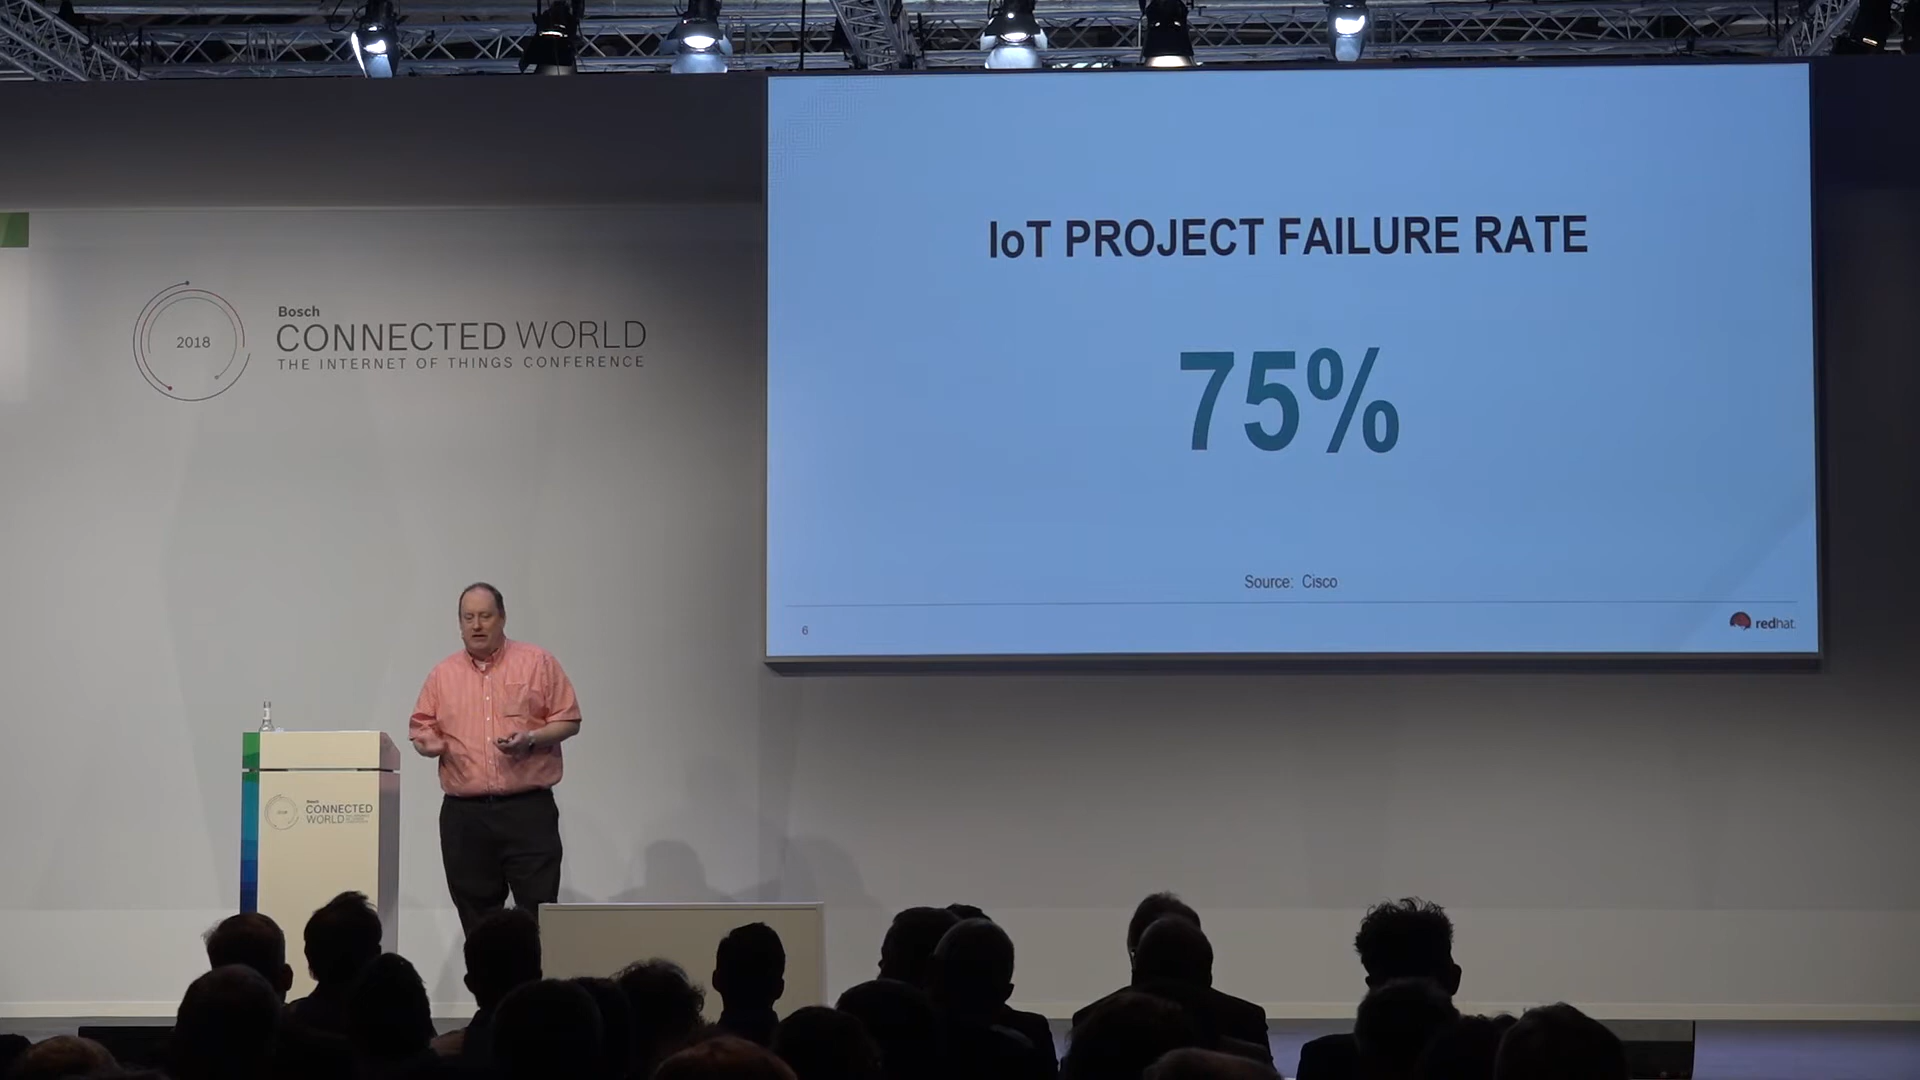 IoT PROJECT FAILURE RATE
75%
Source: Cisco
6
redhat.
2018
Bosch
CONNECTED WORLD
THE INTERNET OF THINGS CONFERENCE
Bosch
CONNECTED
WORLD